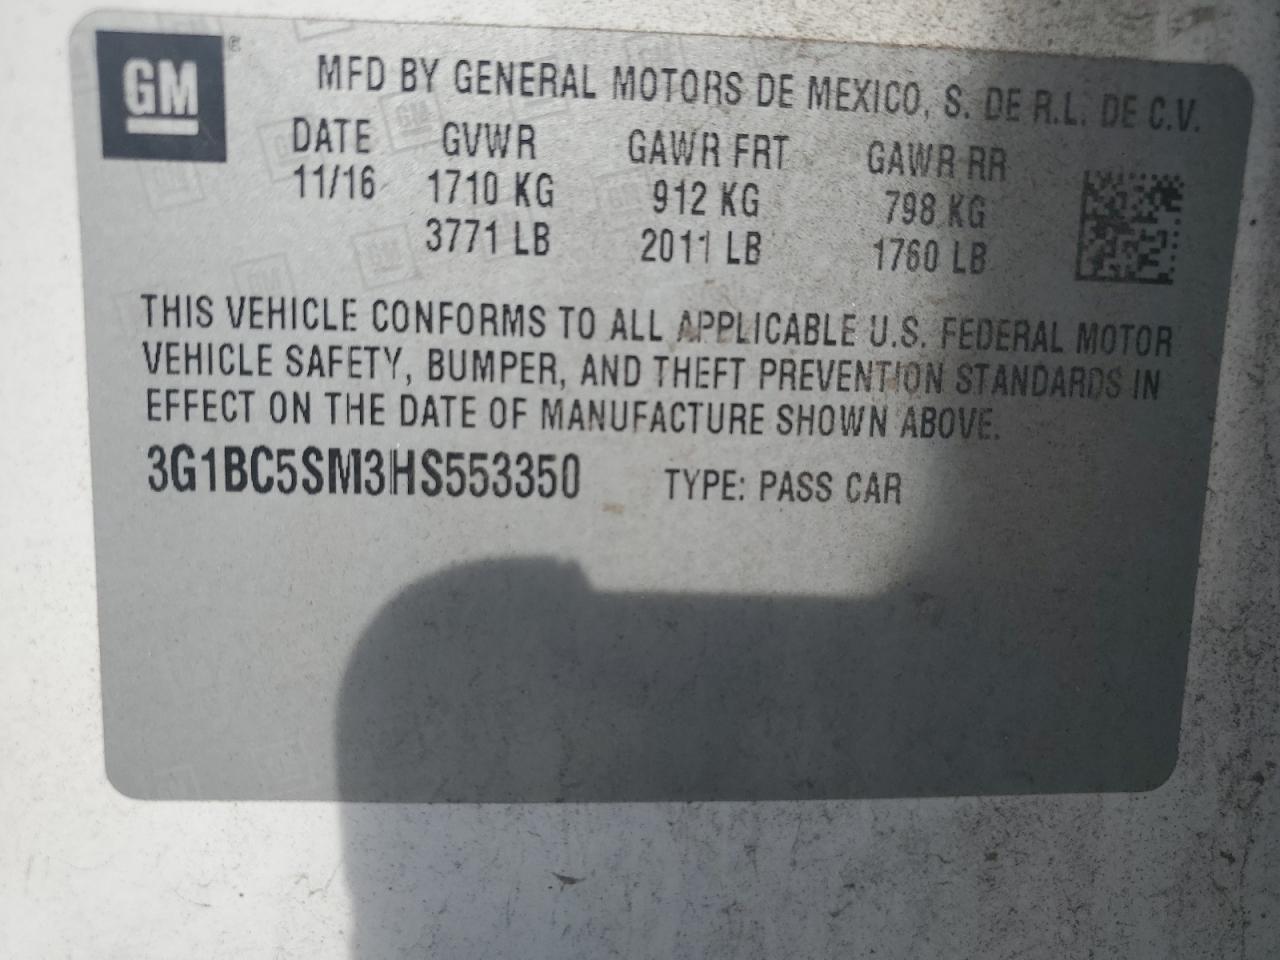 GM
MFD BY GENERAL MOTORS DE MEXICO, S. DE R.L. DE C.V.
DATE GVWR GAWR FRT GAWR RR
11/16 1710 KG 912 KG 798 KG
3771 LB 2011 LB 1760 LB
THIS VEHICLE CONFORMS TO ALL APPLICABLE U.S. FEDERAL MOTOR
VEHICLE SAFETY, BUMPER, AND THEFT PREVENTION STANDARDS IN
EFFECT ON THE DATE OF MANUFACTURE SHOWN ABOVE.
3G1BC5SM3HS553350 TYPE: PASS CAR